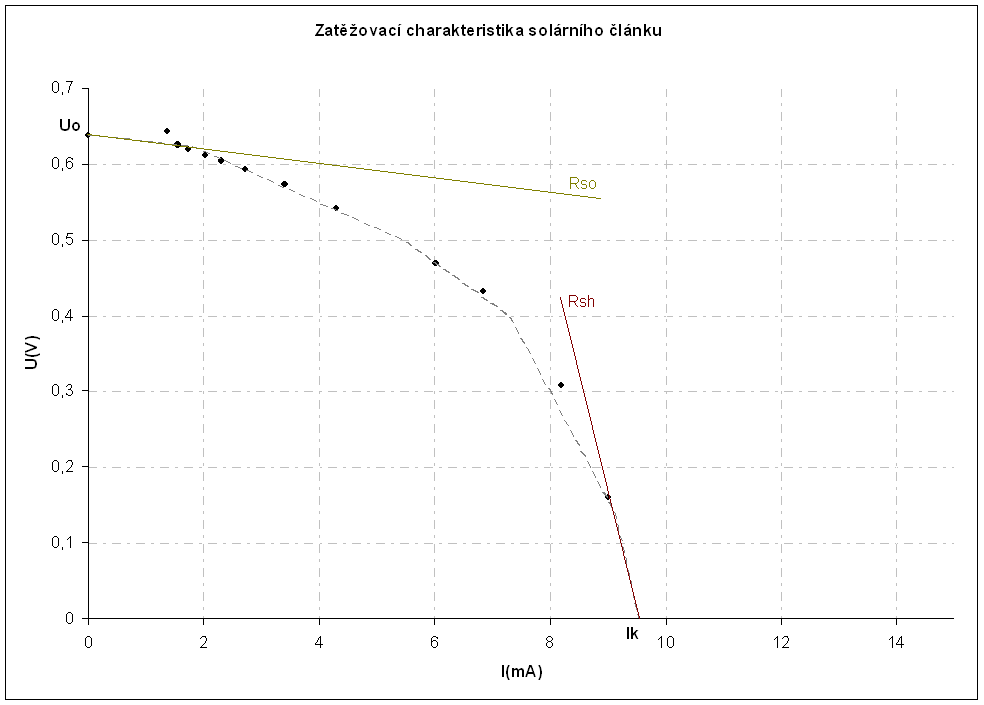 Zatěžovací charakteristika solárního článku
0,7
Uo
0,6
Rso
0,5
0,4
Rsh
U(V)
0,3
0,2
0,1
0
0 2 4 6 8 10 12 14
Ik
I(mA)